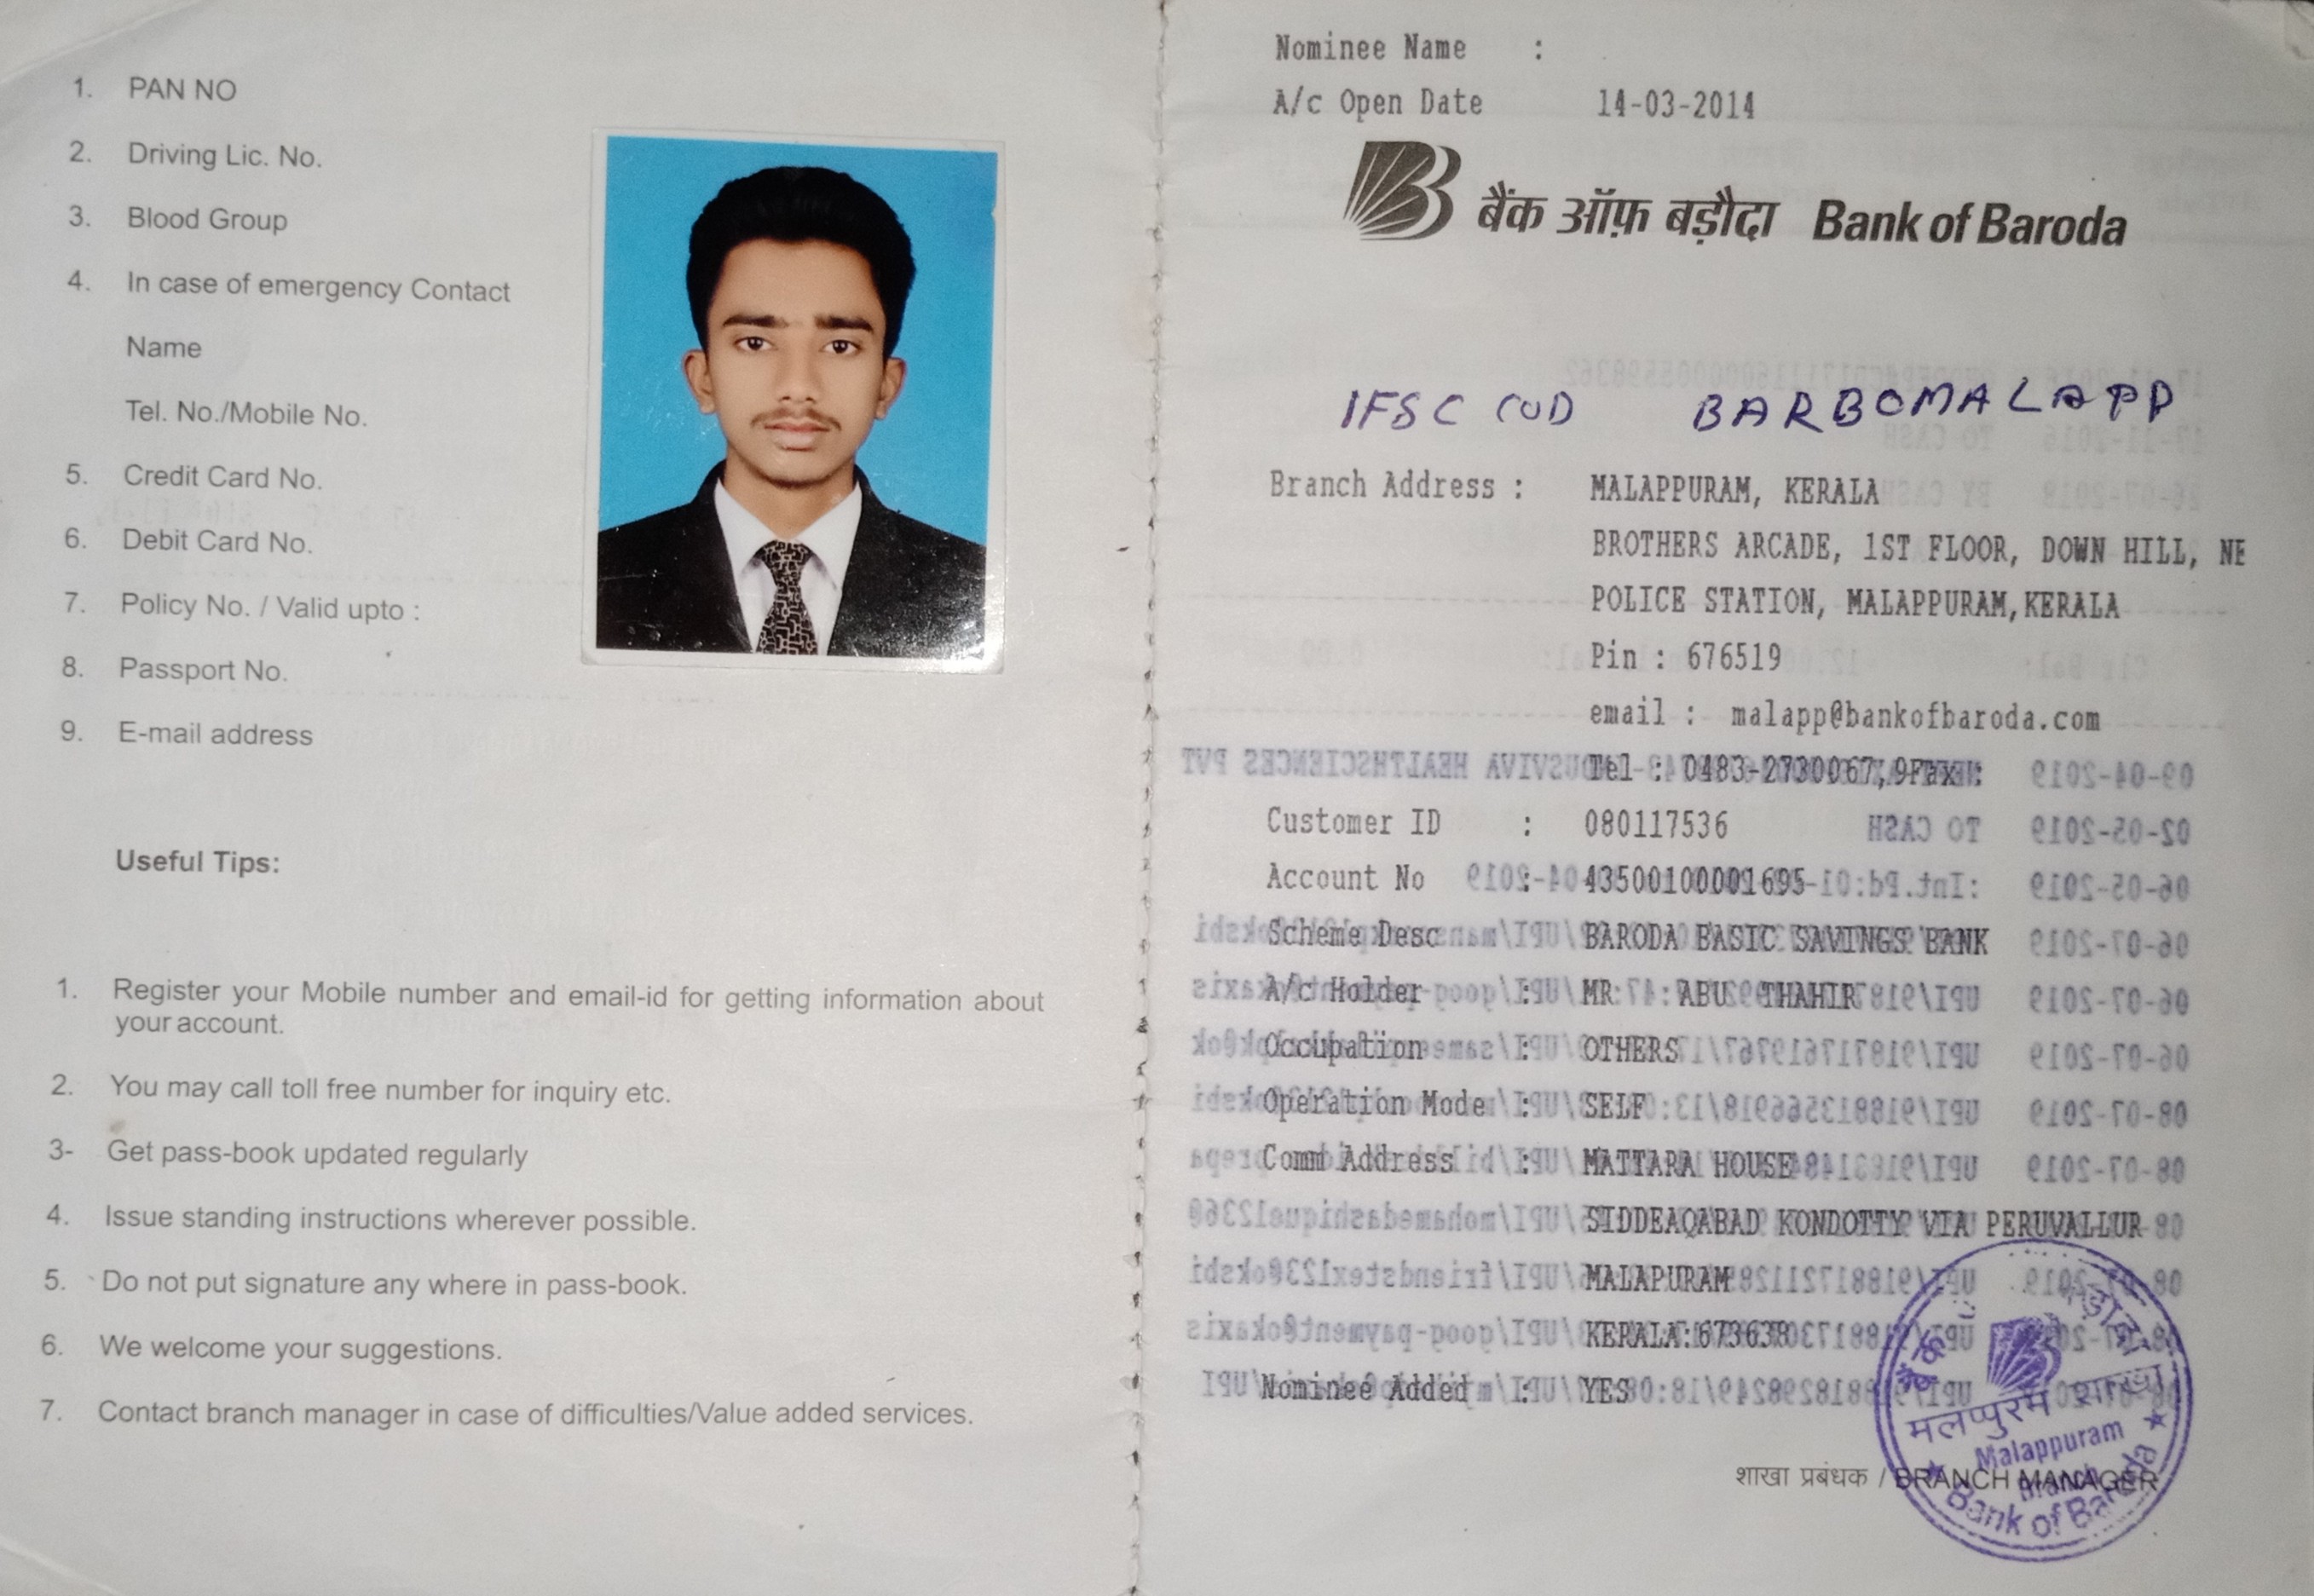 1. PAN NO
2. Driving Lic. No.
3. Blood Group
4. In case of emergency Contact
Name
Tel. No./Mobile No.
5. Credit Card No.
6. Debit Card No.
7. Policy No. / Valid upto :
8. Passport No.
9. E-mail address
Useful Tips:
1. Register your Mobile number and email-id for getting information about
your account.
2. You may call toll free number for inquiry etc.
3- Get pass-book updated regularly
4. Issue standing instructions wherever possible.
5. Do not put signature any where in pass-book.
6. We welcome your suggestions.
7. Contact branch manager in case of difficulties/Value added services.
Nominee Name :
A/c Open Date 14-03-2014
बैंक ऑफ़ बड़ौदा Bank of Baroda
IFSC COD BARBOMALAPP
Branch Address : MALAPPURAM, KERALA
BROTHERS ARCADE, 1ST FLOOR, DOWN HILL, NE
POLICE STATION, MALAPPURAM,KERALA
Pin : 676519
email : malapp@bankofbaroda.com
Tel : 0483-2730067,9Fax :
Customer ID : 080117536
Account No : 43500100001695
Scheme Desc : BARODA BASIC SAVINGS BANK
A/c Holder : MR ABU THAHIR
Occupation : OTHERS
Operation Mode : SELF
Comm Address : MATTARA HOUSE
SIDDEAQABAD KONDOTTY VIA PERUVALLUR
MALAPURAM
KERALA:673638
Nominee Added : YES
शाखा प्रबंधक / BRANCH MANAGER
मलप्पुरम शाखा
Malappuram
Branch
Bank of Baroda